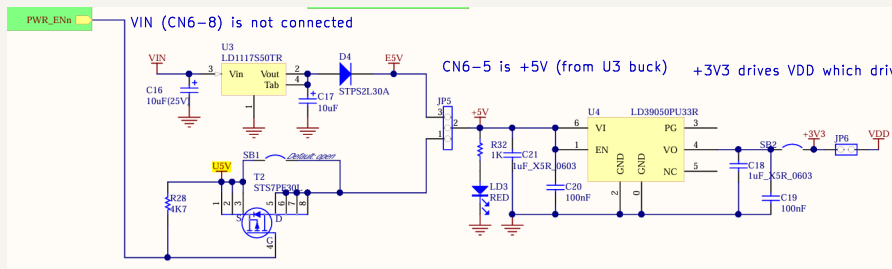 PWR_ENn
VIN (CN6-8) is not connected
CN6-5 is +5V (from U3 buck)
+3V3 drives VDD which driv
VIN
U3
LD1117S50TR
3
Vin
Vout
2
Tab
4
1
D4
STPS2L30A
E5V
C16
10uF(25V)
C17
10uF
JP5
3
2
1
+5V
R32
1K
LD3
RED
C21
1uF_X5R_0603
C20
100nF
U4
LD39050PU33R
6
VI
PG
3
1
EN
VO
4
NC
5
GND
GND
2
0
SB2
+3V3
JP6
VDD
C18
1uF_X5R_0603
C19
100nF
SB1
Default open
U5V
T2
STS7PF30L
R28
4K7
1
2
3
S
D
5
6
7
8
4
G